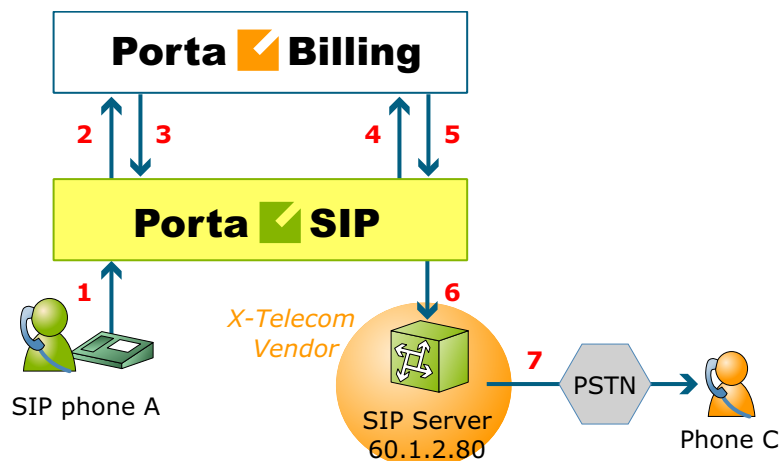 Porta Billing
2
3
4
5
Porta SIP
1
6
X-Telecom
Vendor
7
PSTN
SIP phone A
SIP Server
60.1.2.80
Phone C